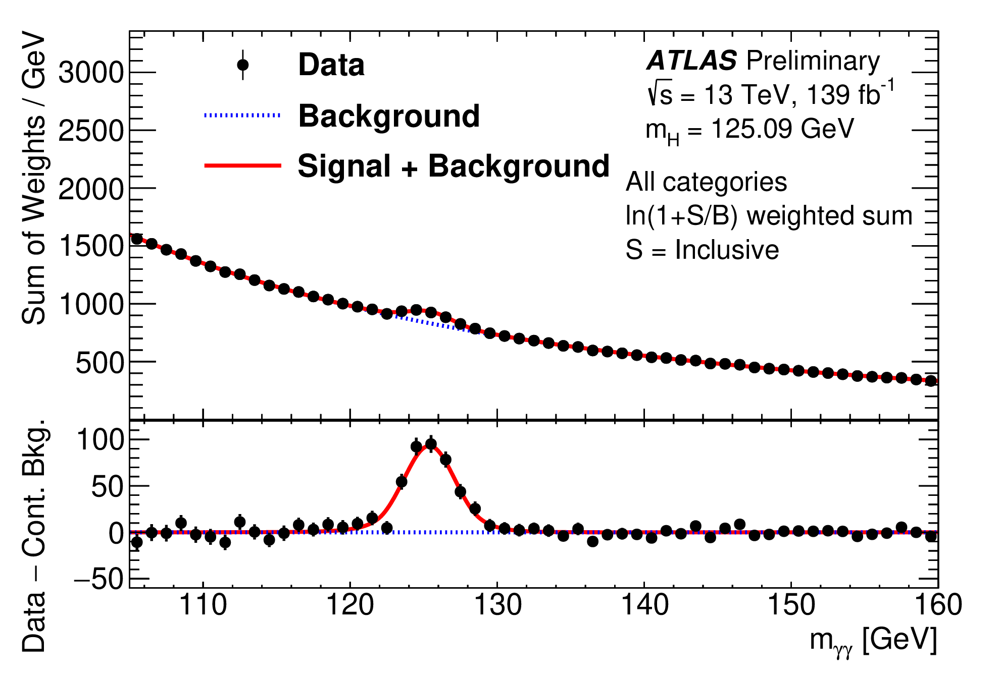 Sum of Weights / GeV
3000
2500
2000
1500
1000
500
Data
Background
Signal + Background
ATLAS Preliminary
√s = 13 TeV, 139 fb⁻¹
m_H = 125.09 GeV
All categories
ln(1+S/B) weighted sum
S = Inclusive
Data − Cont. Bkg.
100
50
0
−50
110 120 130 140 150 160
m_γγ [GeV]